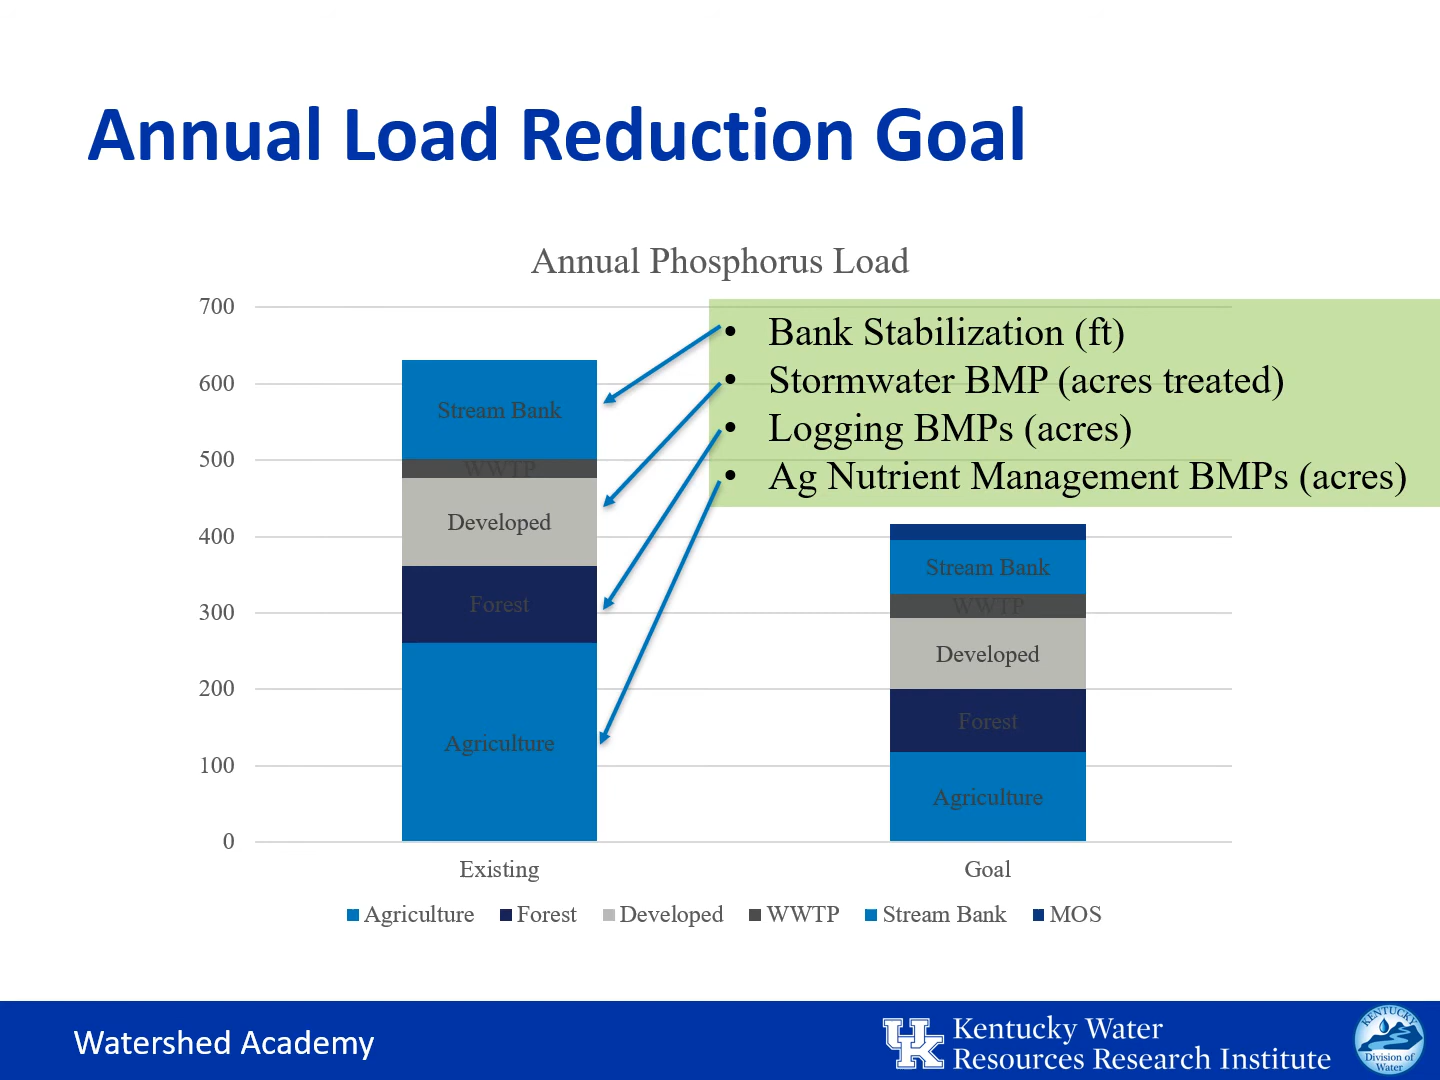 Annual Load Reduction Goal
Annual Phosphorus Load
700
600
500
400
300
200
100
0
• Bank Stabilization (ft)
• Stormwater BMP (acres treated)
• Logging BMPs (acres)
• Ag Nutrient Management BMPs (acres)
Stream Bank
WWTP
Developed
Forest
Agriculture
Stream Bank
WWTP
Developed
Forest
Agriculture
Existing
Goal
Agriculture Forest Developed WWTP Stream Bank MOS
Watershed Academy
UK
Kentucky Water
Resources Research Institute
KENTUCKY
Division of
Water